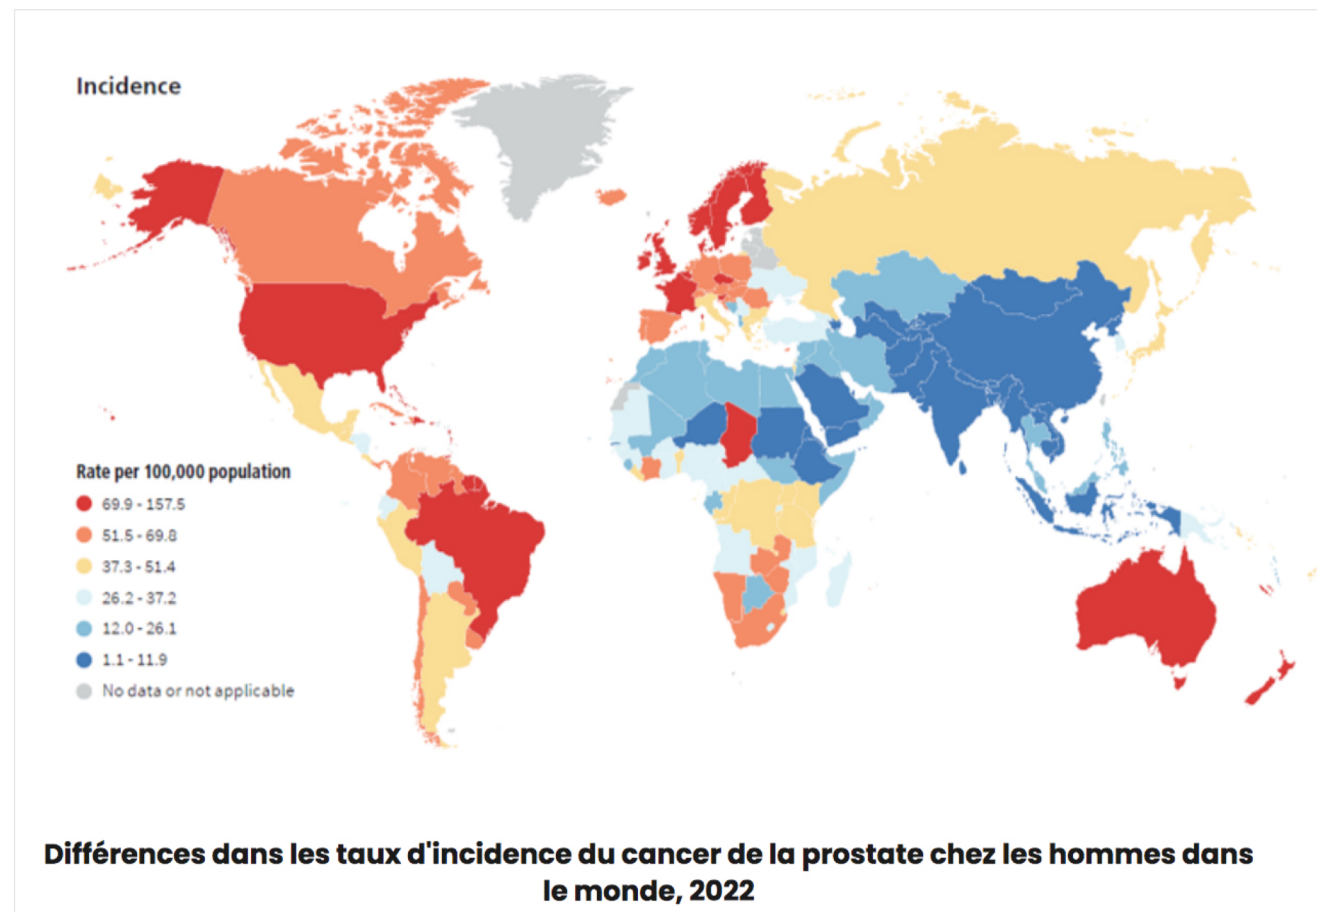 Incidence
Rate per 100,000 population
69.9 - 157.5
51.5 - 69.8
37.3 - 51.4
26.2 - 37.2
12.0 - 26.1
1.1 - 11.9
No data or not applicable
Différences dans les taux d'incidence du cancer de la prostate chez les hommes dans
le monde, 2022